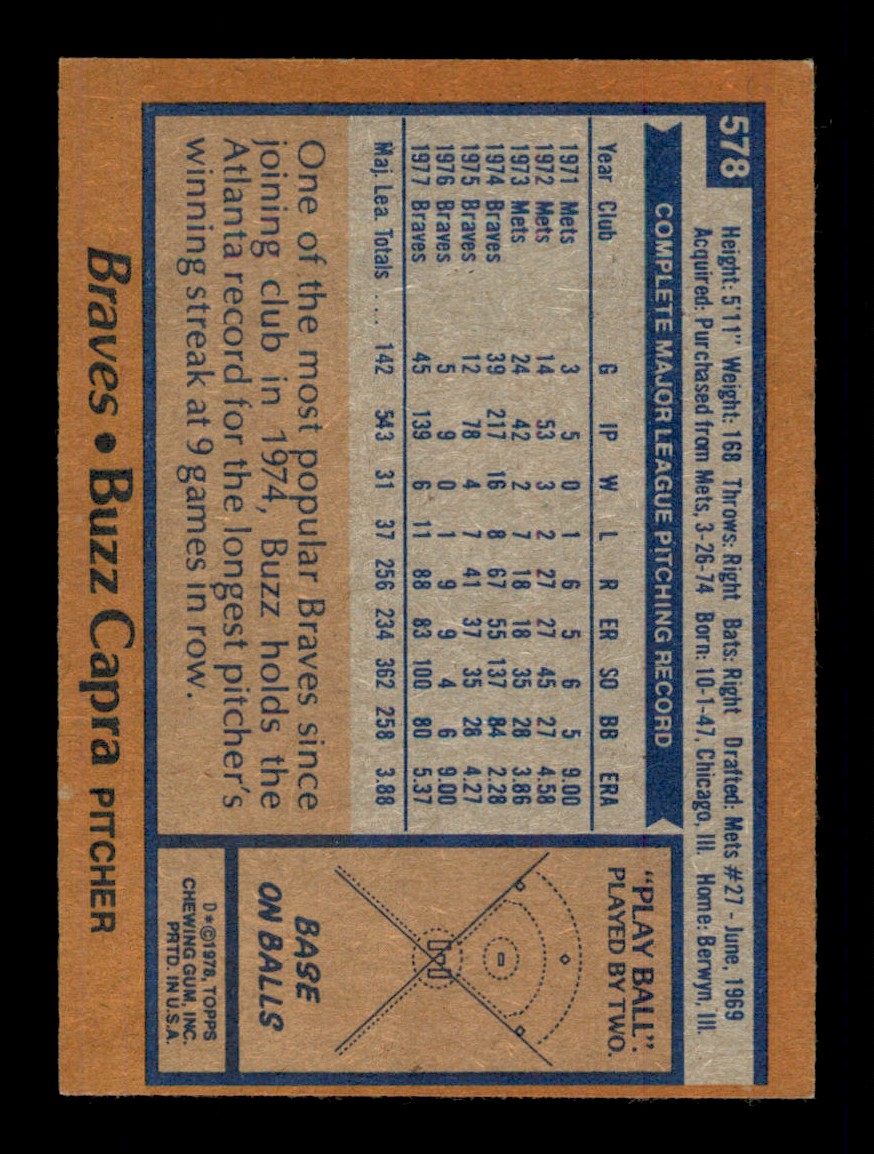 578
Height: 5'11" Weight: 168 Throws: Right Bats: Right Drafted: Mets #27 - June, 1969
Acquired: Purchased from Mets, 3-26-74 Born: 10-1-47, Chicago, Ill. Home: Berwyn, Ill.
COMPLETE MAJOR LEAGUE PITCHING RECORD
Year Club G IP W L R ER SO BB ERA
1971 Mets 3 5 0 1 6 5 6 5 9.00
1972 Mets 14 53 3 2 27 27 45 27 4.58
1973 Mets 24 42 2 7 18 18 35 28 3.86
1974 Braves 39 217 16 8 67 55 137 84 2.28
1975 Braves 12 78 4 7 41 37 35 28 4.27
1976 Braves 5 9 0 1 9 9 4 6 9.00
1977 Braves 45 139 6 11 88 83 100 80 5.37
Maj. Lea. Totals .... 142 543 31 37 256 234 362 258 3.88
One of the most popular Braves since
joining club in 1974, Buzz holds the
Atlanta record for the longest pitcher's
winning streak at 9 games in row.
"PLAY BALL":
PLAYED BY TWO.
BASE
ON BALLS
D*©1978, TOPPS
CHEWING GUM, INC.
PRTD. IN U.S.A.
Braves • Buzz Capra PITCHER